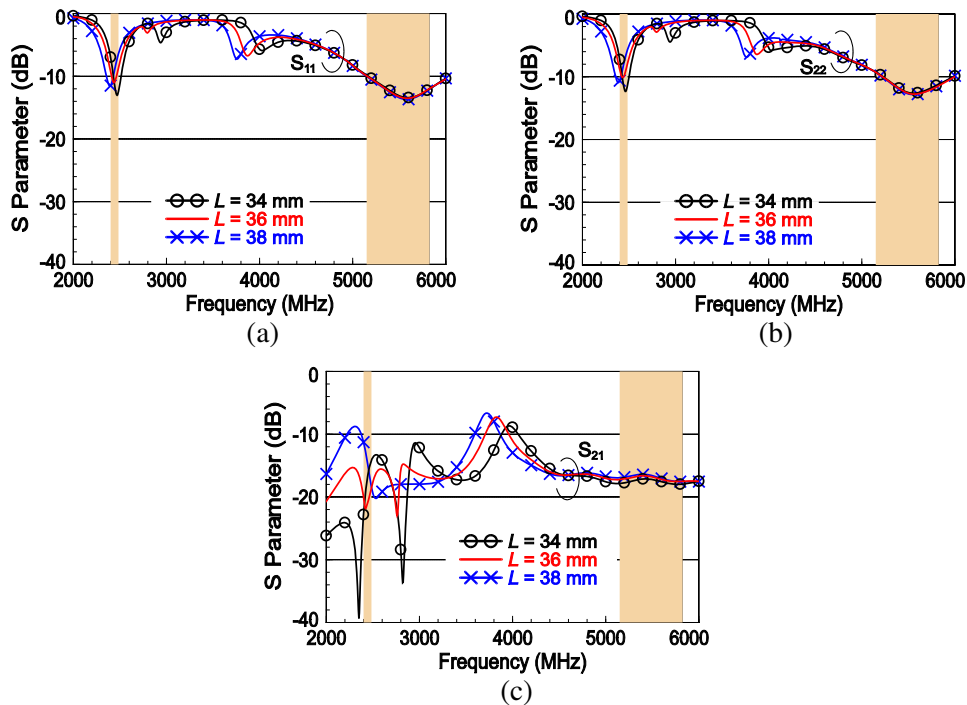 0
-10
-20
-30
-40
S Parameter (dB)
S11
L = 34 mm
L = 36 mm
L = 38 mm
2000 3000 4000 5000 6000
Frequency (MHz)
(a)
0
-10
-20
-30
-40
S Parameter (dB)
S22
L = 34 mm
L = 36 mm
L = 38 mm
2000 3000 4000 5000 6000
Frequency (MHz)
(b)
0
-10
-20
-30
-40
S Parameter (dB)
S21
L = 34 mm
L = 36 mm
L = 38 mm
2000 3000 4000 5000 6000
Frequency (MHz)
(c)